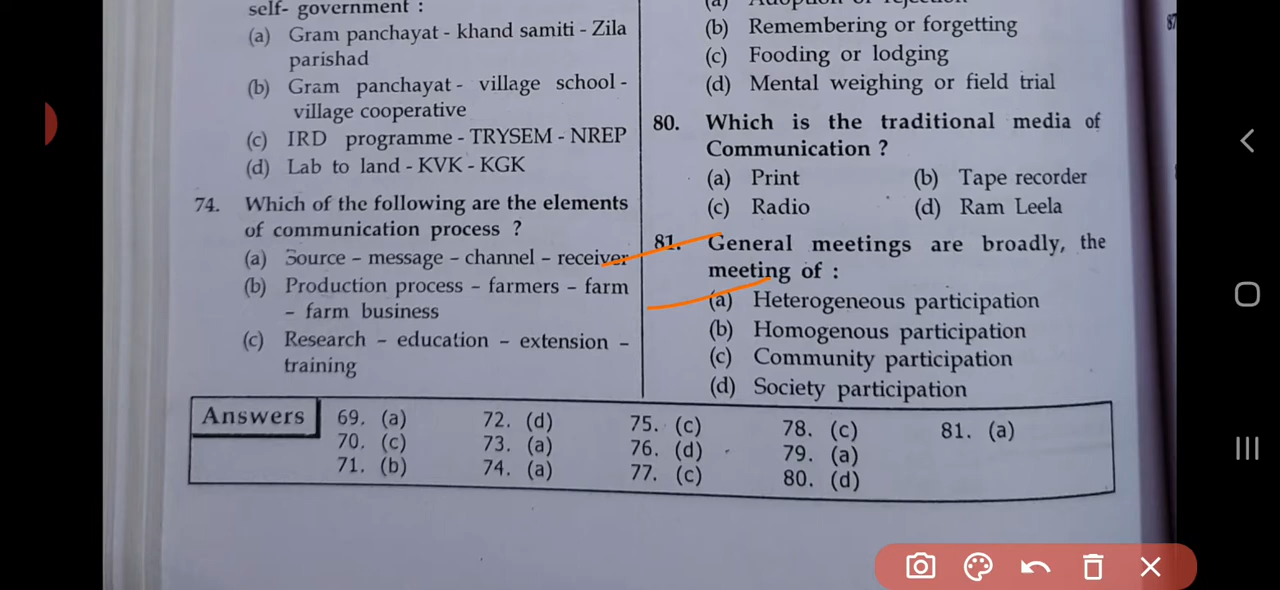 self- government :
(a) Gram panchayat - khand samiti - Zila
parishad
(b) Gram panchayat - village school -
village cooperative
(c) IRD programme - TRYSEM - NREP
(d) Lab to land - KVK - KGK
74. Which of the following are the elements
of communication process ?
(a) Source – message – channel – receiver
(b) Production process – farmers – farm
– farm business
(c) Research – education – extension –
training
(b) Remembering or forgetting
(c) Fooding or lodging
(d) Mental weighing or field trial
80. Which is the traditional media of
Communication ?
(a) Print (b) Tape recorder
(c) Radio (d) Ram Leela
81. General meetings are broadly, the
meeting of :
(a) Heterogeneous participation
(b) Homogenous participation
(c) Community participation
(d) Society participation
Answers
69. (a) 72. (d) 75. (c) 78. (c) 81. (a)
70. (c) 73. (a) 76. (d) 79. (a)
71. (b) 74. (a) 77. (c) 80. (d)